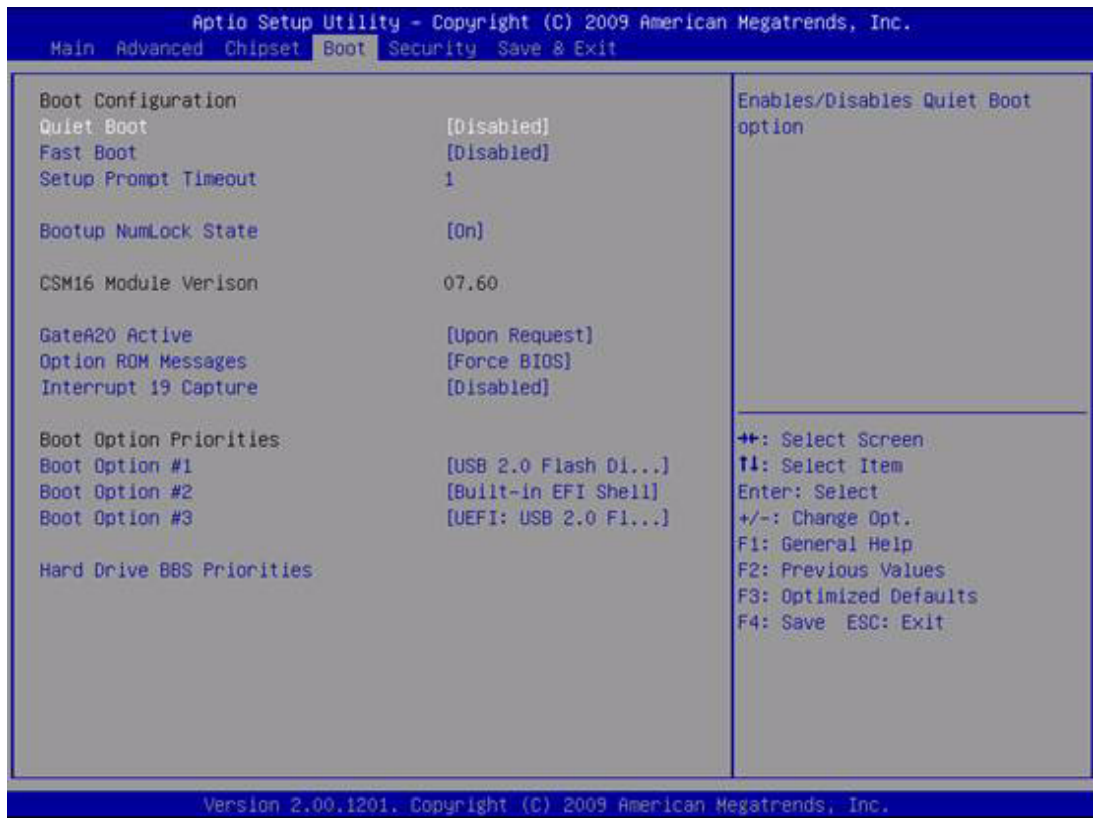 Aptio Setup Utility - Copyright (C) 2009 American Megatrends, Inc.
Main Advanced Chipset Boot Security Save & Exit
Boot Configuration
Quiet Boot [Disabled]
Fast Boot [Disabled]
Setup Prompt Timeout 1
Bootup NumLock State [On]
CSM16 Module Verison 07.60
GateA20 Active [Upon Request]
Option ROM Messages [Force BIOS]
Interrupt 19 Capture [Disabled]
Boot Option Priorities
Boot Option #1 [USB 2.0 Flash Di...]
Boot Option #2 [Built-in EFI Shell]
Boot Option #3 [UEFI: USB 2.0 Fl...]
Hard Drive BBS Priorities
Enables/Disables Quiet Boot
option
→←: Select Screen
↑↓: Select Item
Enter: Select
+/-: Change Opt.
F1: General Help
F2: Previous Values
F3: Optimized Defaults
F4: Save ESC: Exit
Version 2.00.1201. Copyright (C) 2009 American Megatrends, Inc.